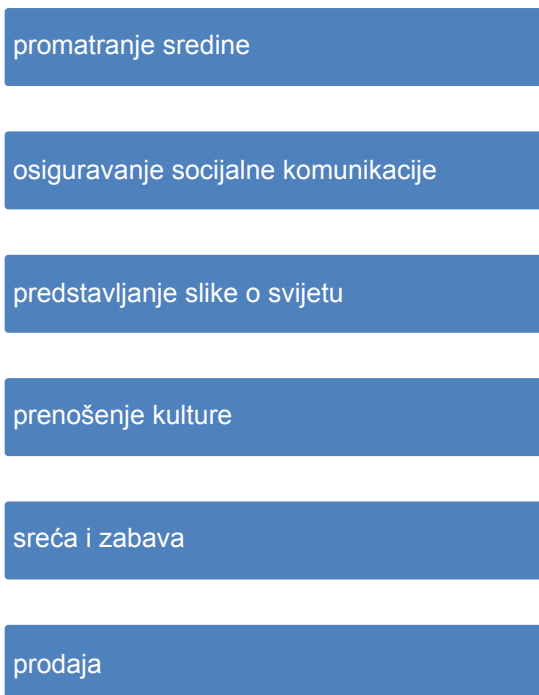 promatranje sredine
osiguravanje socijalne komunikacije
predstavljanje slike o svijetu
prenošenje kulture
sreća i zabava
prodaja